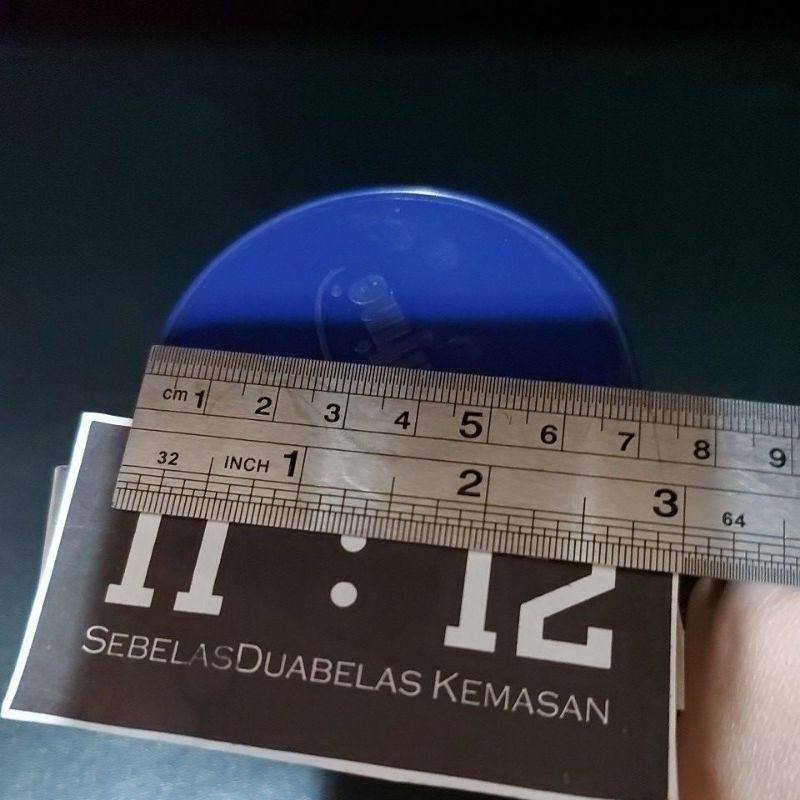 cm 1 2 3 4 5 6 7 8 9
32 INCH 1 2 3 64
11 : 12
SEBELASDUABELAS KEMASAN